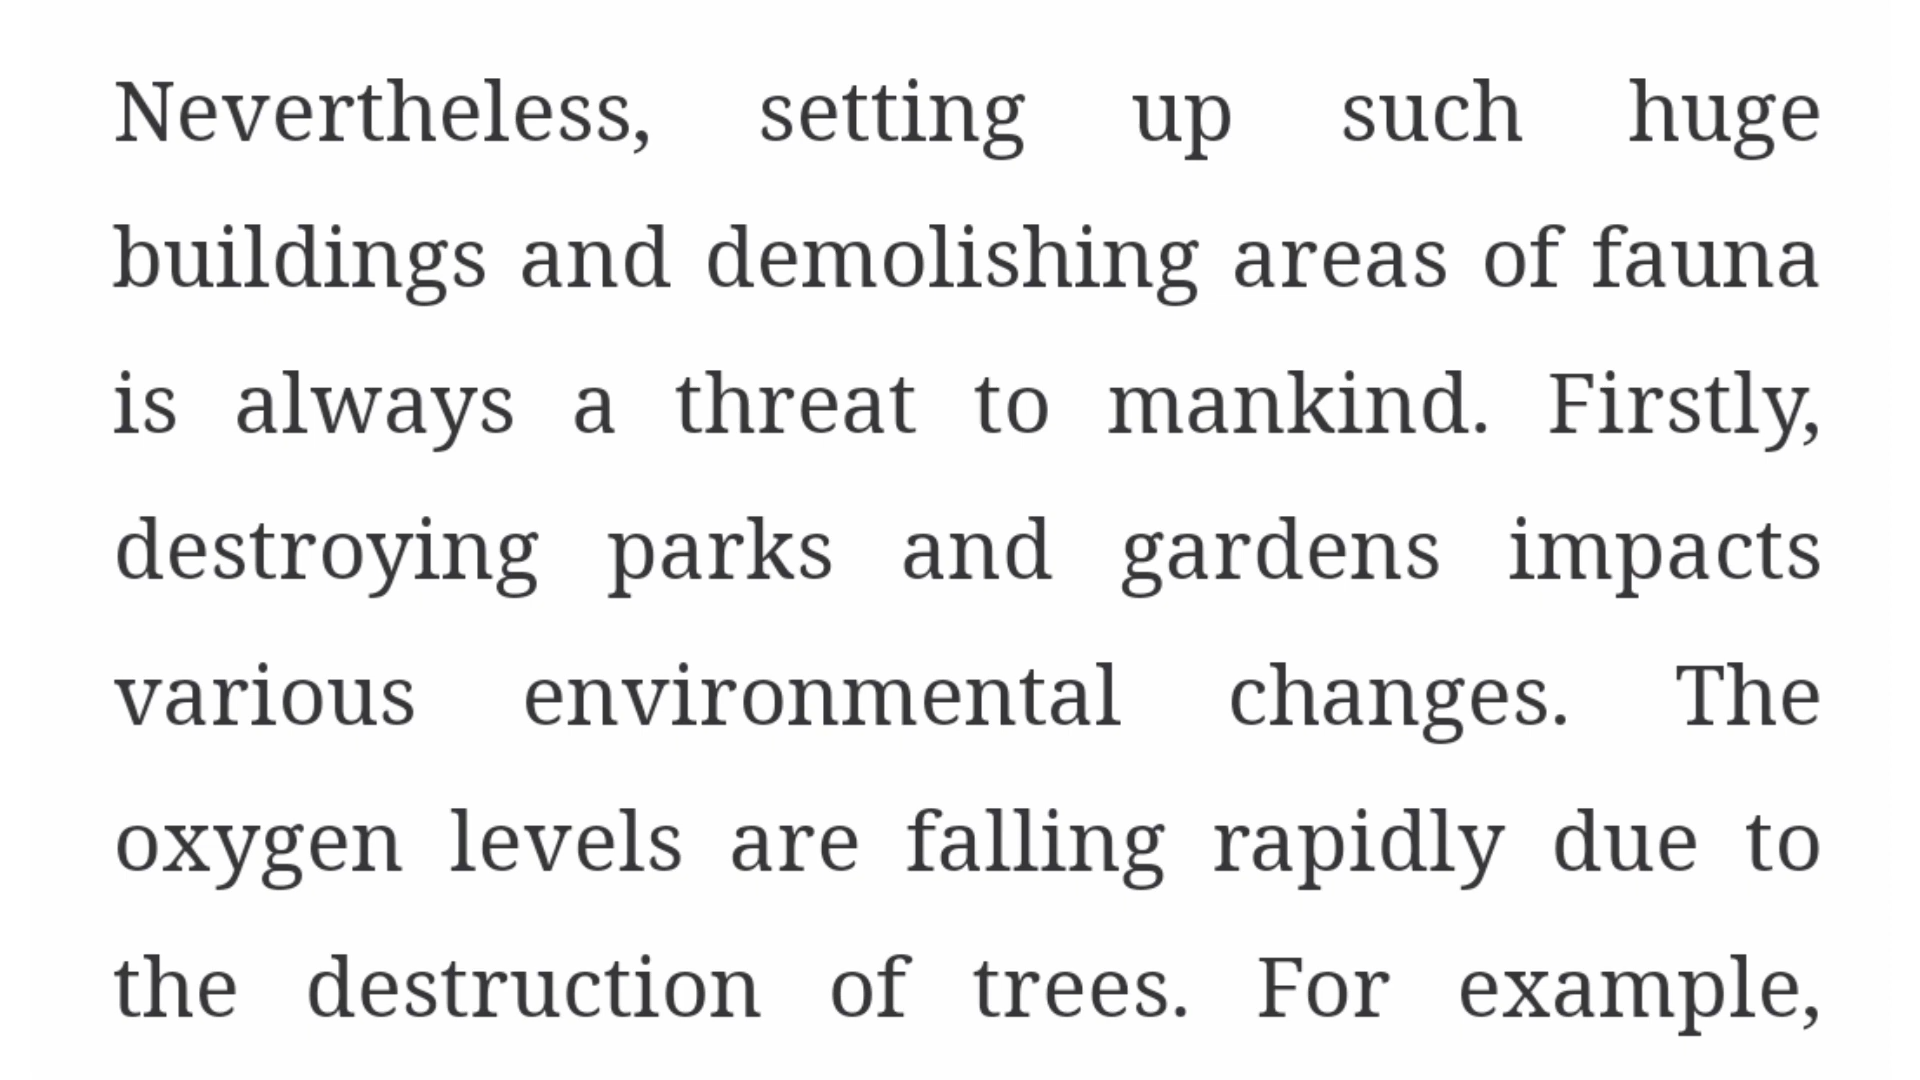 Nevertheless, setting up such huge
buildings and demolishing areas of fauna
is always a threat to mankind. Firstly,
destroying parks and gardens impacts
various environmental changes. The
oxygen levels are falling rapidly due to
the destruction of trees. For example,